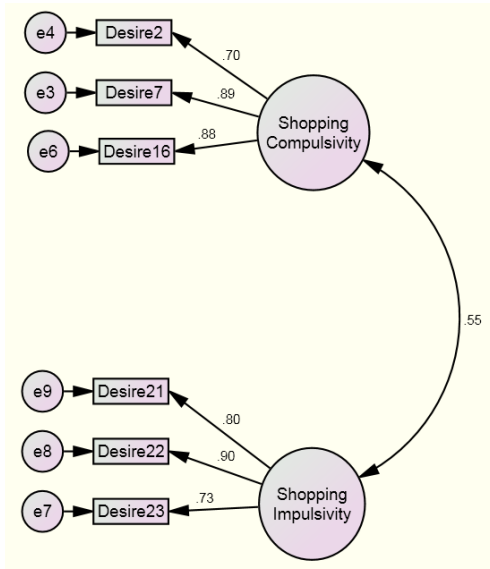 e4
Desire2
.70
e3
Desire7
.89
e6
Desire16
.88
Shopping
Compulsivity
.55
e9
Desire21
.80
e8
Desire22
.90
e7
Desire23
.73
Shopping
Impulsivity